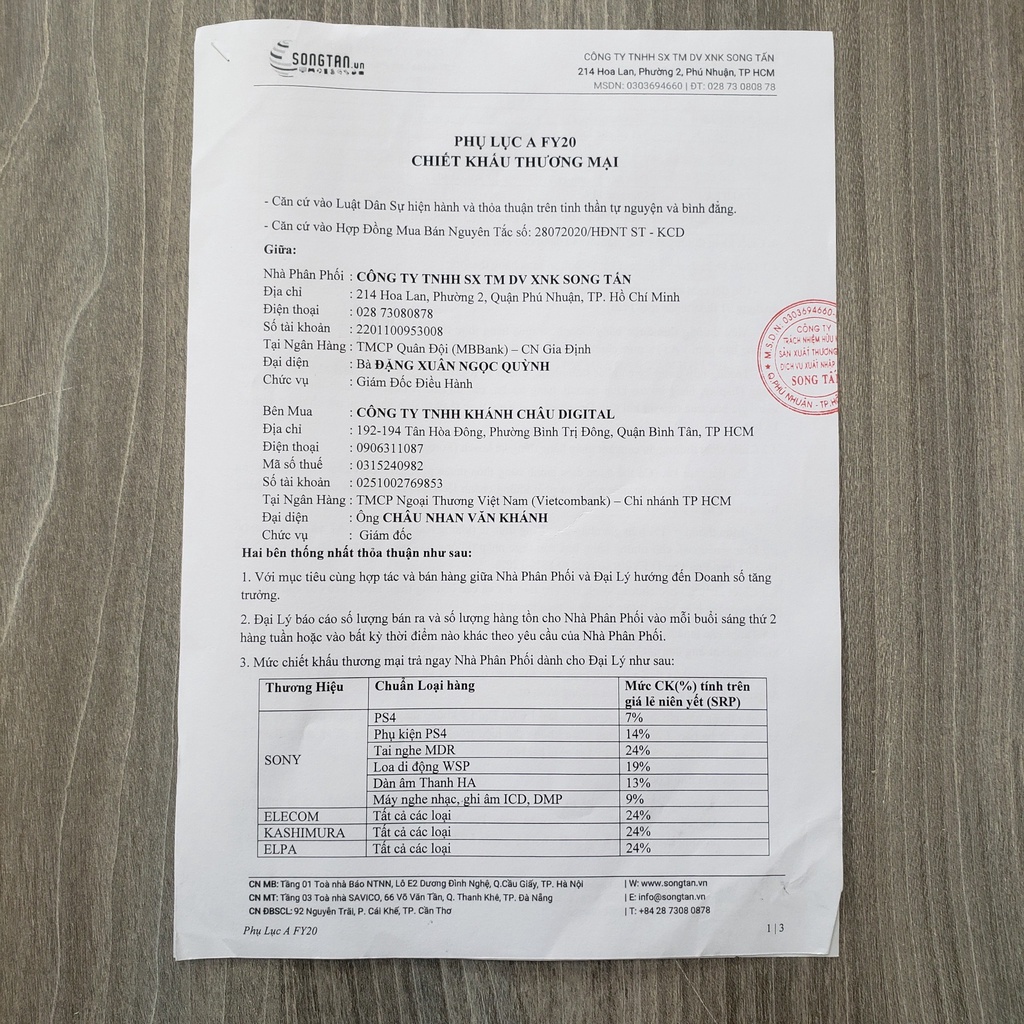 SONGTAN.vn
CÔNG TY TNHH SX TM DV XNK SONG TẤN
214 Hoa Lan, Phường 2, Phú Nhuận, TP HCM
MSDN: 0303694660 | ĐT: 028 73 0808 78
PHỤ LỤC A FY20
CHIẾT KHẤU THƯƠNG MẠI
- Căn cứ vào Luật Dân Sự hiện hành và thỏa thuận trên tinh thần tự nguyện và bình đẳng.
- Căn cứ vào Hợp Đồng Mua Bán Nguyên Tắc số: 28072020/HĐNT ST - KCD
Giữa:
Nhà Phân Phối : CÔNG TY TNHH SX TM DV XNK SONG TẤN
Địa chỉ : 214 Hoa Lan, Phường 2, Quận Phú Nhuận, TP. Hồ Chí Minh
Điện thoại : 028 73080878
Số tài khoản : 2201100953008
Tại Ngân Hàng : TMCP Quân Đội (MBBank) – CN Gia Định
Đại diện : Bà ĐẶNG XUÂN NGỌC QUỲNH
Chức vụ : Giám Đốc Điều Hành
Bên Mua : CÔNG TY TNHH KHÁNH CHÂU DIGITAL
Địa chỉ : 192-194 Tân Hòa Đông, Phường Bình Trị Đông, Quận Bình Tân, TP HCM
Điện thoại : 0906311087
Mã số thuế : 0315240982
Số tài khoản : 0251002769853
Tại Ngân Hàng : TMCP Ngoại Thương Việt Nam (Vietcombank) – Chi nhánh TP HCM
Đại diện : Ông CHÂU NHAN VĂN KHÁNH
Chức vụ : Giám đốc
M.S.D.N: 0303694660
CÔNG TY
TRÁCH NHIỆM HỮU
SẢN XUẤT THƯƠNG
DỊCH VỤ XUẤT NHẬP
SONG TẤ
Q.PHÚ NHUẬN - TP.H
Hai bên thống nhất thỏa thuận như sau:
1. Với mục tiêu cùng hợp tác và bán hàng giữa Nhà Phân Phối và Đại Lý hướng đến Doanh số tăng
trưởng.
2. Đại Lý báo cáo số lượng bán ra và số lượng hàng tồn cho Nhà Phân Phối vào mỗi buổi sáng thứ 2
hàng tuần hoặc vào bất kỳ thời điểm nào khác theo yêu cầu của Nhà Phân Phối.
3. Mức chiết khấu thương mại trả ngay Nhà Phân Phối dành cho Đại Lý như sau:
Thương Hiệu Chuẩn Loại hàng Mức CK(%) tính trên
giá lẻ niên yết (SRP)
PS4 7%
Phụ kiện PS4 14%
Tai nghe MDR 24%
SONY Loa di động WSP 19%
Dàn âm Thanh HA 13%
Máy nghe nhạc, ghi âm ICD, DMP 9%
ELECOM Tất cả các loại 24%
KASHIMURA Tất cả các loại 24%
ELPA Tất cả các loại 24%
CN MB: Tầng 01 Toà nhà Báo NTNN, Lô E2 Dương Đình Nghệ, Q.Cầu Giấy, TP. Hà Nội | W: www.songtan.vn
CN MT: Tầng 03 Toà nhà SAVICO, 66 Võ Văn Tần, Q. Thanh Khê, TP. Đà Nẵng | E: info@songtan.vn
CN ĐBSCL: 92 Nguyễn Trãi, P. Cái Khế, TP. Cần Thơ | T: +84 28 7308 0878
Phụ Lục A FY20 1 | 3